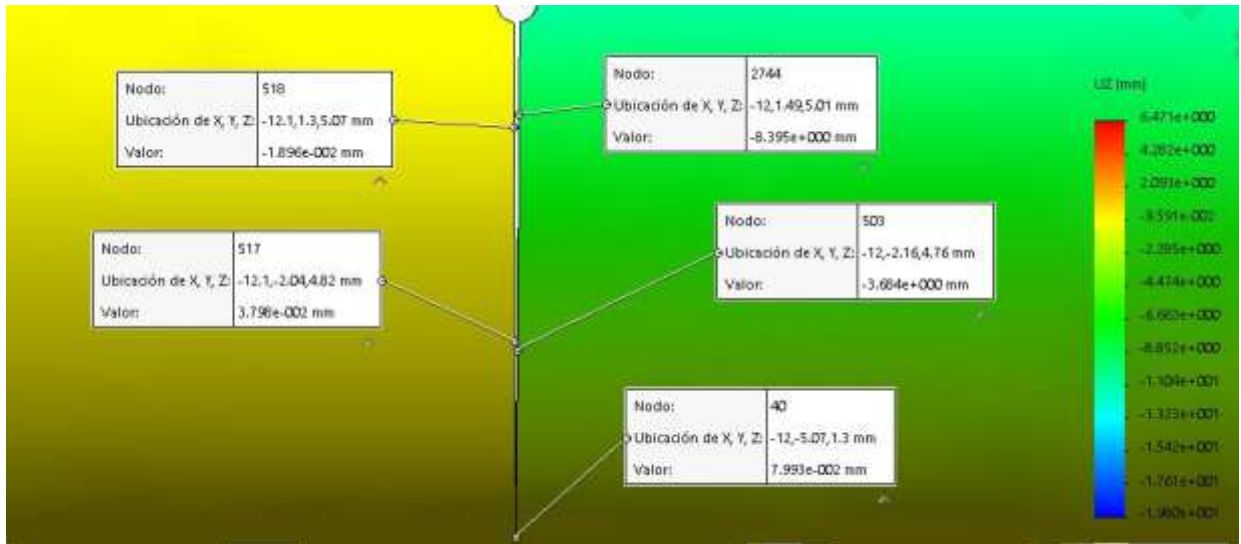 Nodo: 518
Ubicación de X, Y, Z: -12.1,1.3,5.07 mm
Valor: -1.896e-002 mm
Nodo: 2744
Ubicación de X, Y, Z: -12,1.49,5.01 mm
Valor: -8.395e+000 mm
Nodo: 517
Ubicación de X, Y, Z: -12.1,-2.04,4.82 mm
Valor: 3.798e-002 mm
Nodo: 503
Ubicación de X, Y, Z: -12,-2.16,4.76 mm
Valor: -3.684e+000 mm
Nodo: 40
Ubicación de X, Y, Z: -12,-5.07,1.3 mm
Valor: 7.993e-002 mm
UZ (mm)
6.471e+000
4.282e+000
2.093e+000
-9.591e-002
-2.285e+000
-4.474e+000
-6.663e+000
-8.852e+000
-1.104e+001
-1.323e+001
-1.542e+001
-1.761e+001
-1.980e+001